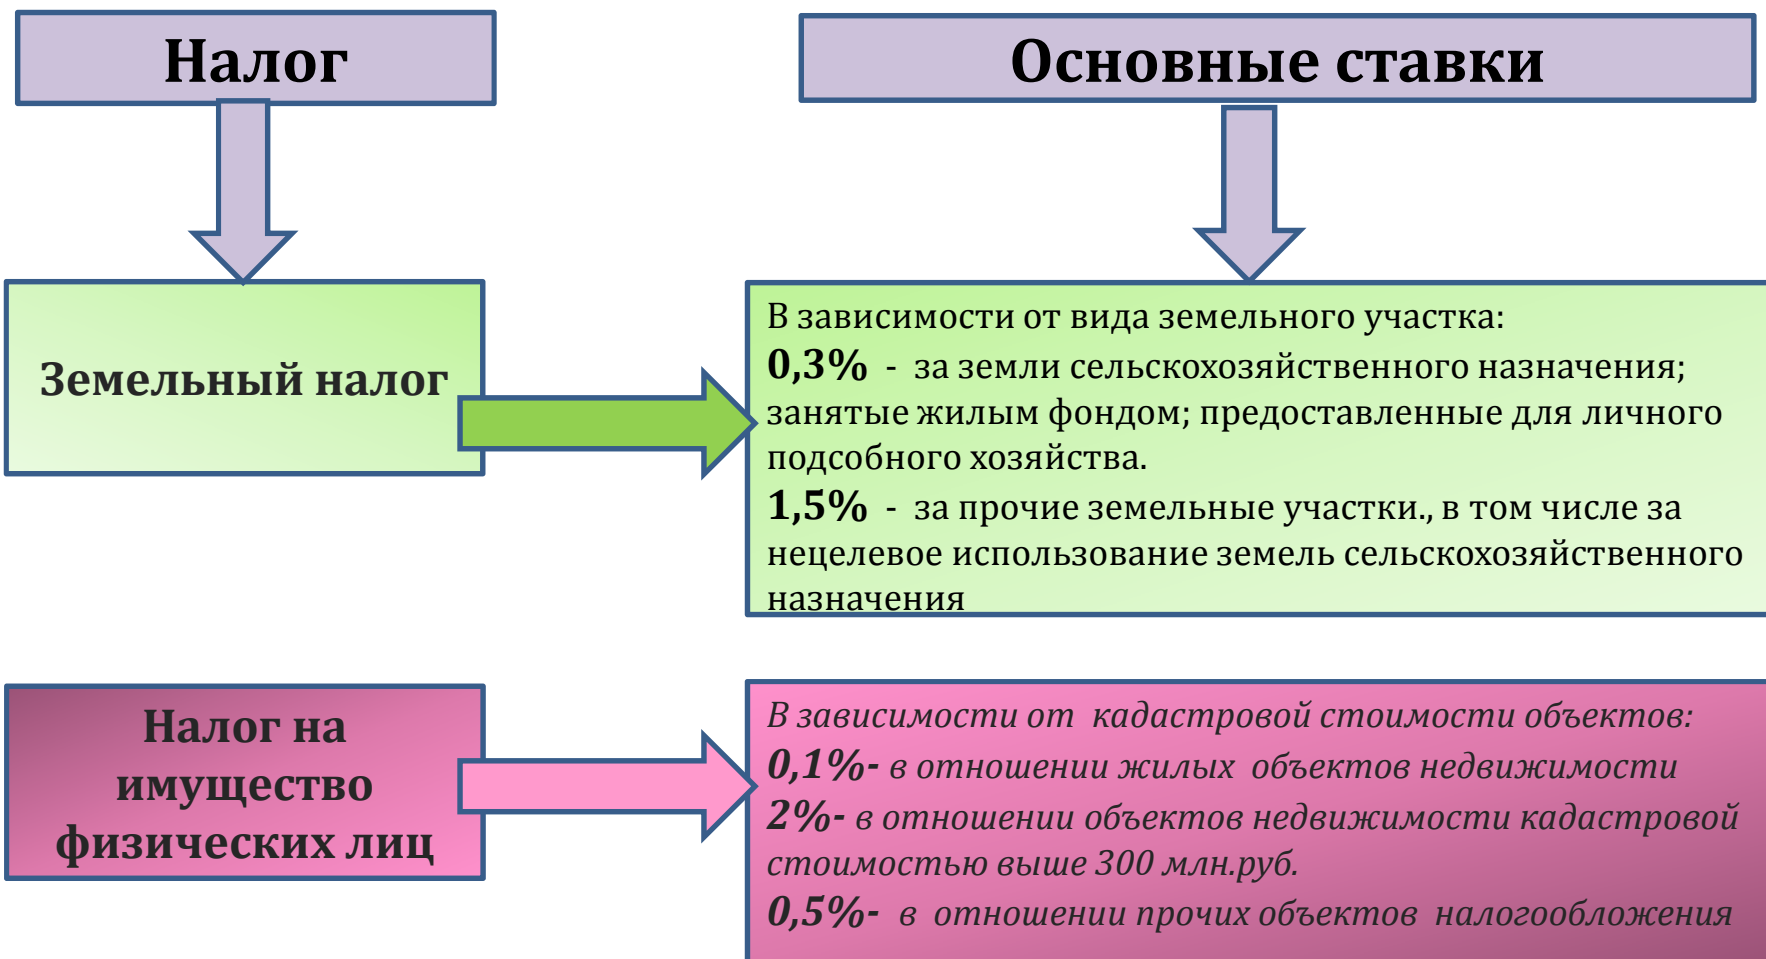 Налог
Основные ставки
Земельный налог
В зависимости от вида земельного участка:
0,3% - за земли сельскохозяйственного назначения;
занятые жилым фондом; предоставленные для личного
подсобного хозяйства.
1,5% - за прочие земельные участки., в том числе за
нецелевое использование земель сельскохозяйственного
назначения
Налог на
имущество
физических лиц
В зависимости от кадастровой стоимости объектов:
0,1%- в отношении жилых объектов недвижимости
2%- в отношении объектов недвижимости кадастровой
стоимостью выше 300 млн.руб.
0,5%- в отношении прочих объектов налогообложения